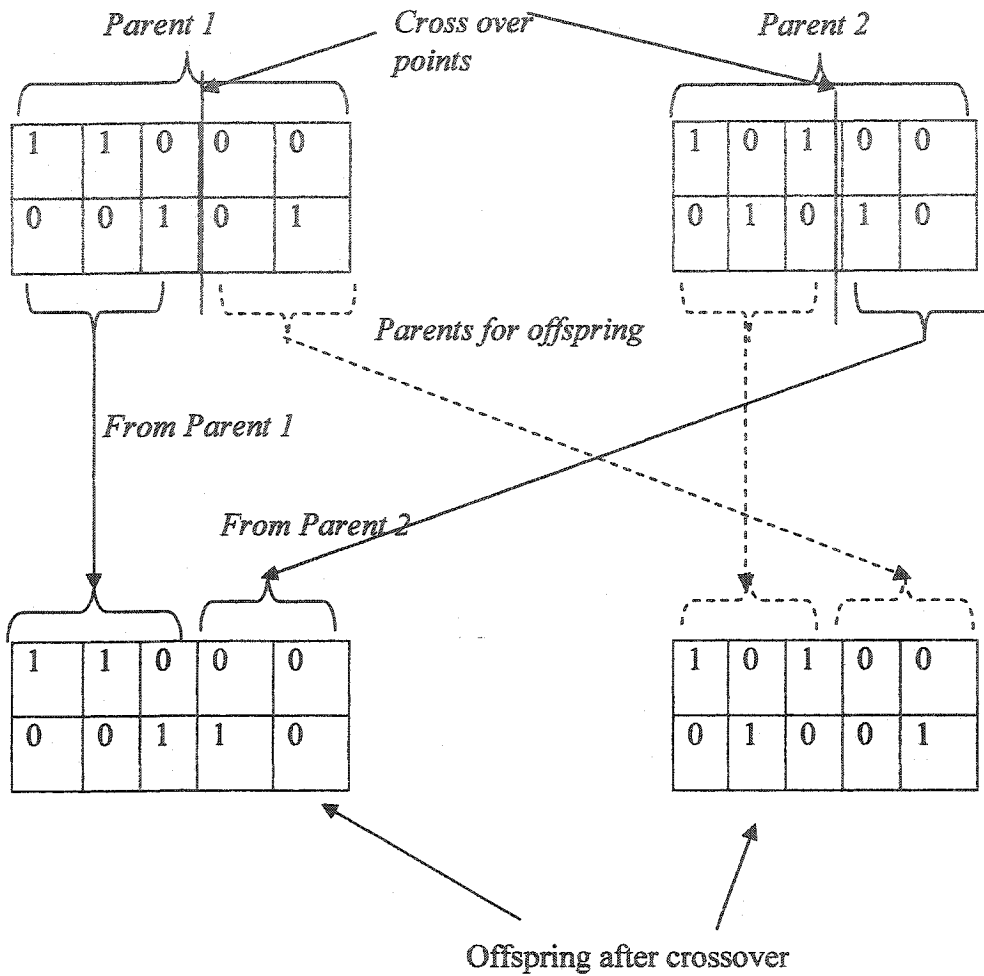 Parent 1
Cross over
points
Parent 2
1 1 0 0 0
0 0 1 0 1
1 0 1 0 0
0 1 0 1 0
Parents for offspring
From Parent 1
From Parent 2
1 1 0 0 0
0 0 1 1 0
1 0 1 0 0
0 1 0 0 1
Offspring after crossover